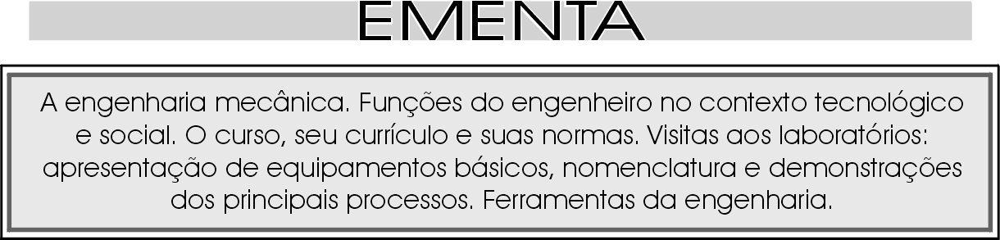 EMENTA
A engenharia mecânica. Funções do engenheiro no contexto tecnológico
e social. O curso, seu currículo e suas normas. Visitas aos laboratórios:
apresentação de equipamentos básicos, nomenclatura e demonstrações
dos principais processos. Ferramentas da engenharia.